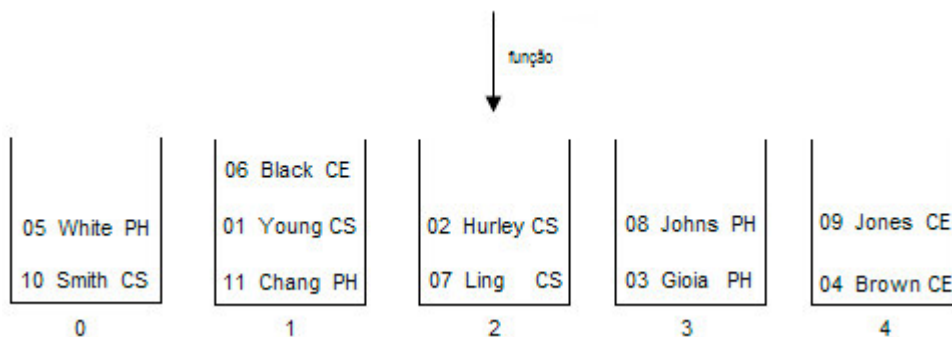 função
06 Black CE
05 White PH
01 Young CS
02 Hurley CS
08 Johns PH
09 Jones CE
10 Smith CS
11 Chang PH
07 Ling CS
03 Gioia PH
04 Brown CE
0
1
2
3
4